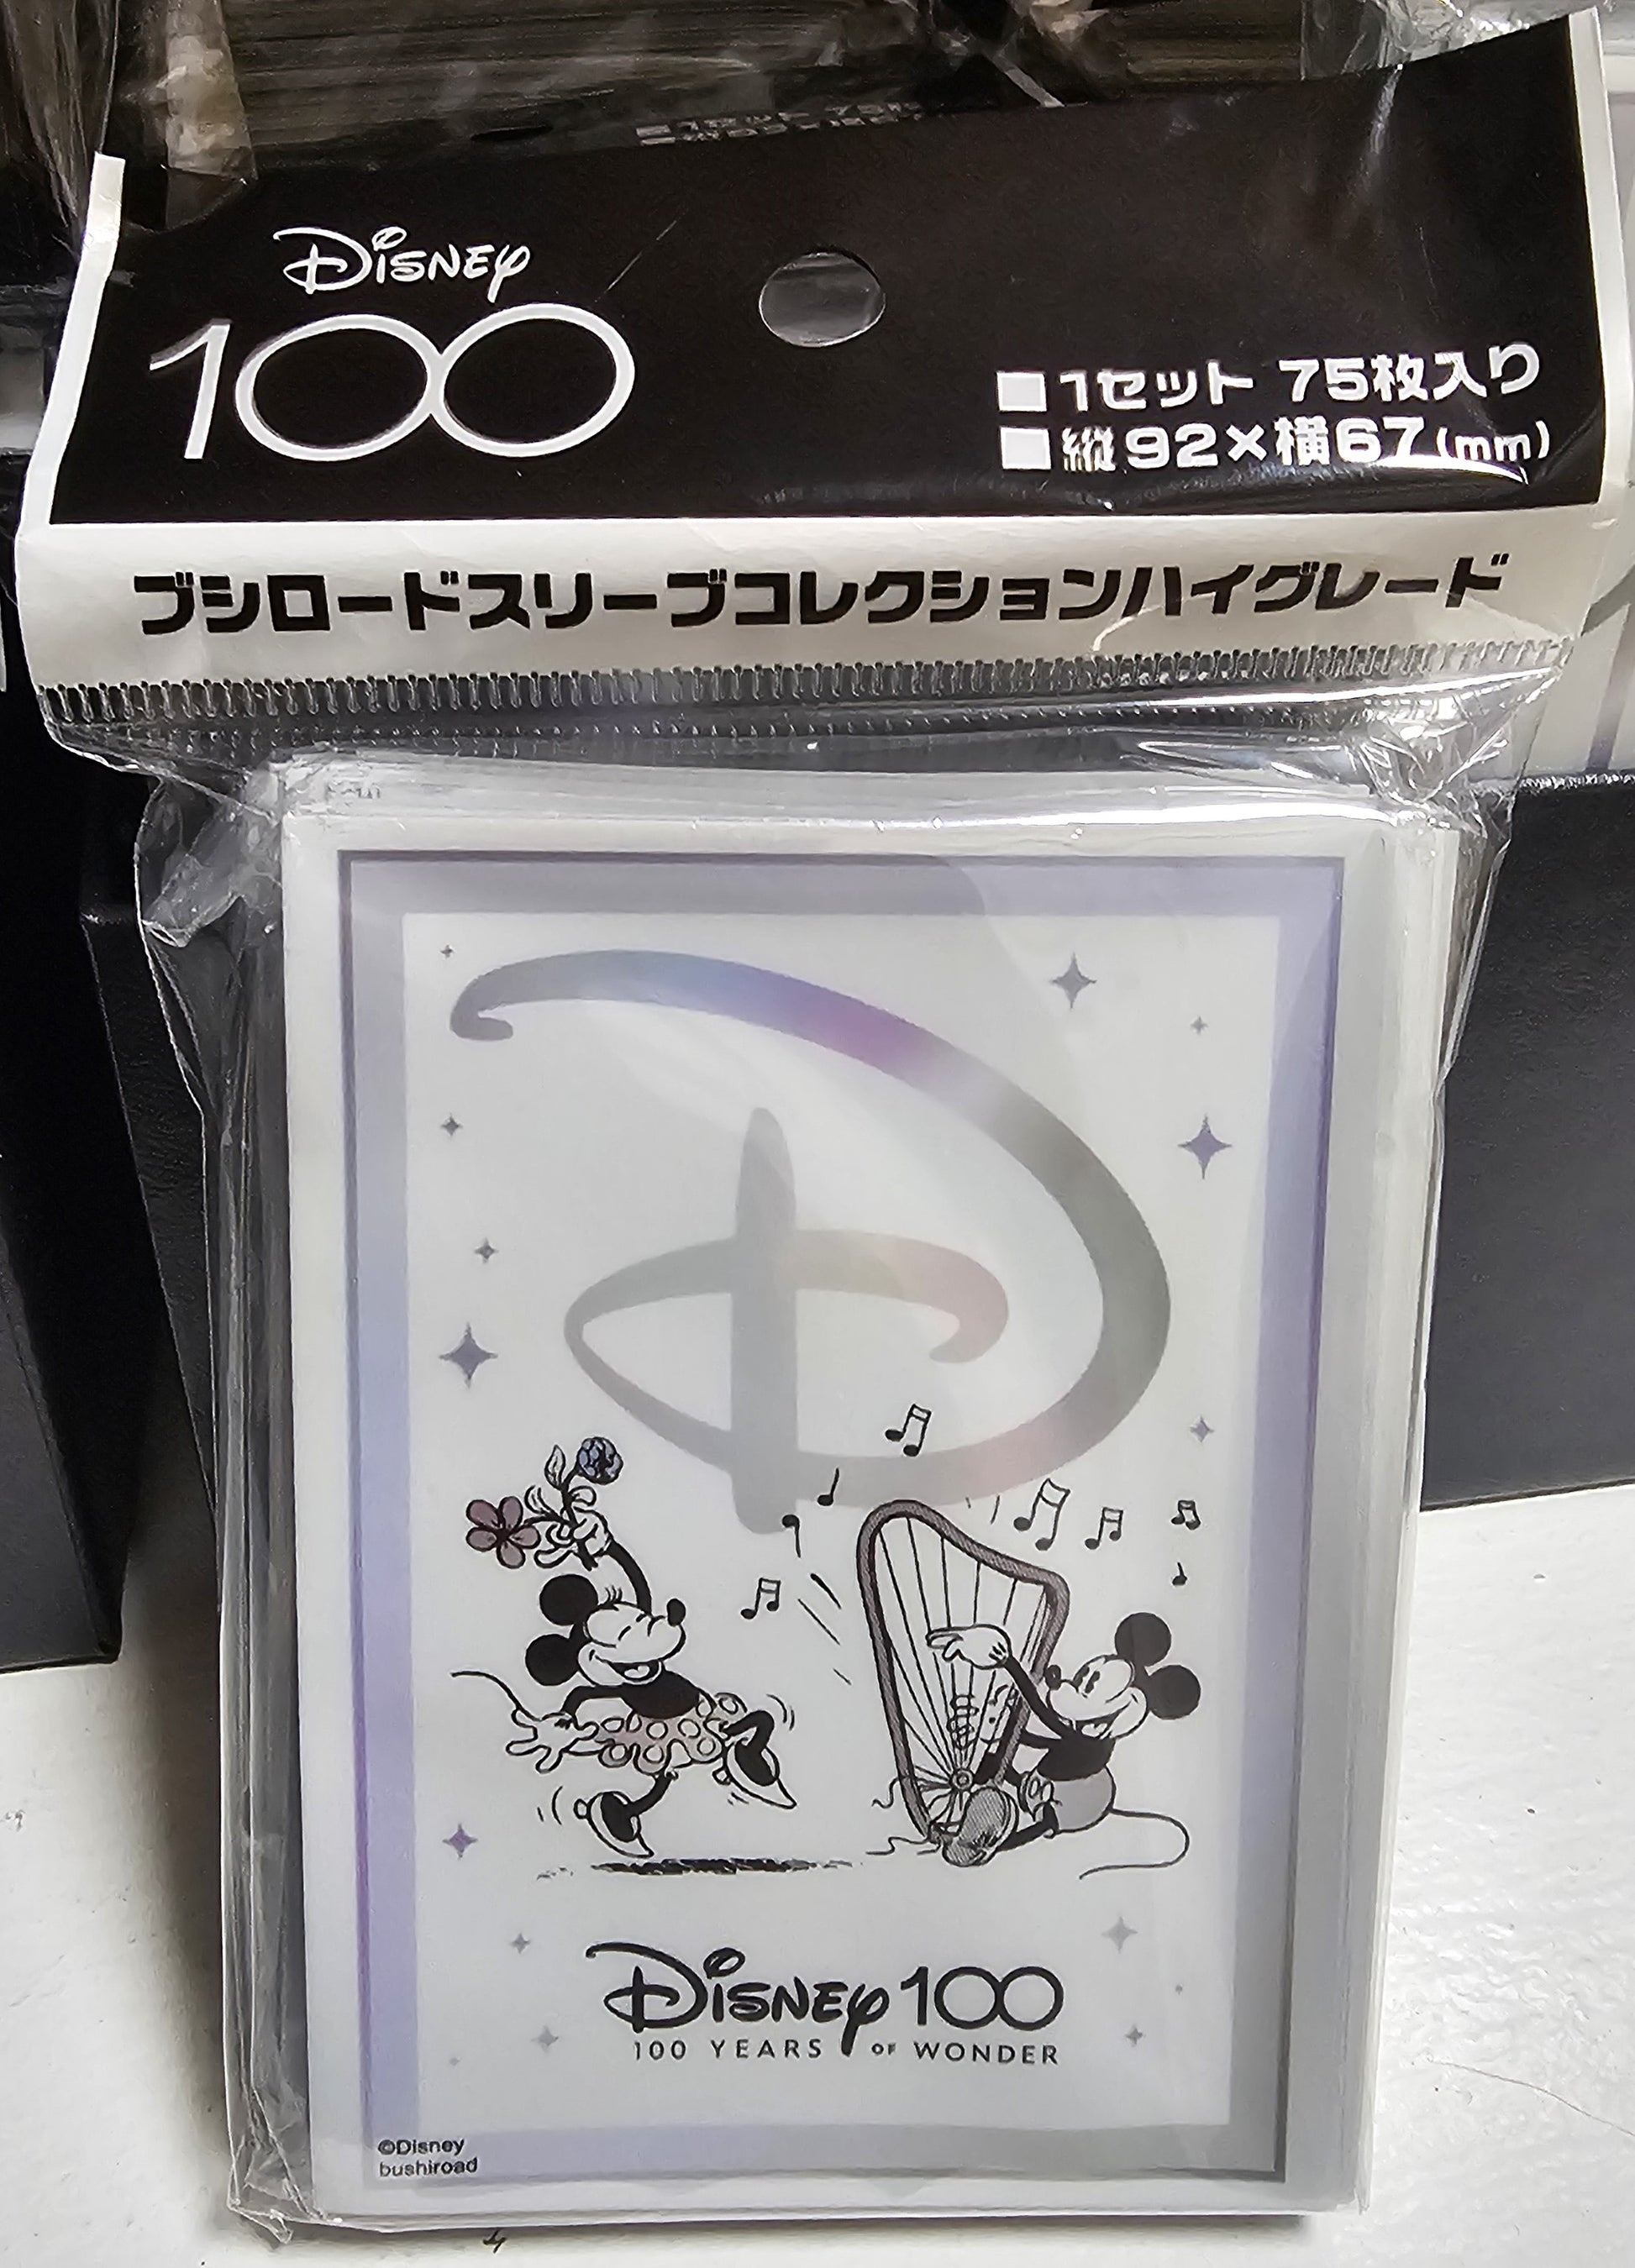 Disney
100
■1セット 75枚入り
■縦92×横67(mm)
ブシロードスリーブコレクションハイグレード
D
Disney100
100 YEARS OF WONDER
©Disney
bushiroad